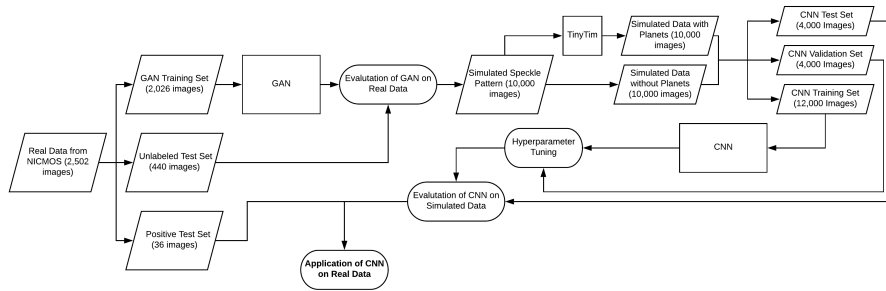 Real Data from
NICMOS (2,502
images)
GAN Training Set
(2,026 images)
Unlabeled Test Set
(440 images)
Positive Test Set
(36 images)
GAN
Evalutation of GAN on
Real Data
Simulated Speckle
Pattern (10,000
images)
TinyTim
Simulated Data with
Planets (10,000
images)
Simulated Data
without Planets
(10,000 images)
CNN Test Set
(4,000 Images)
CNN Validation Set
(4,000 Images)
CNN Training Set
(12,000 Images)
CNN
Hyperparameter
Tuning
Evalutation of CNN on
Simulated Data
Application of CNN
on Real Data